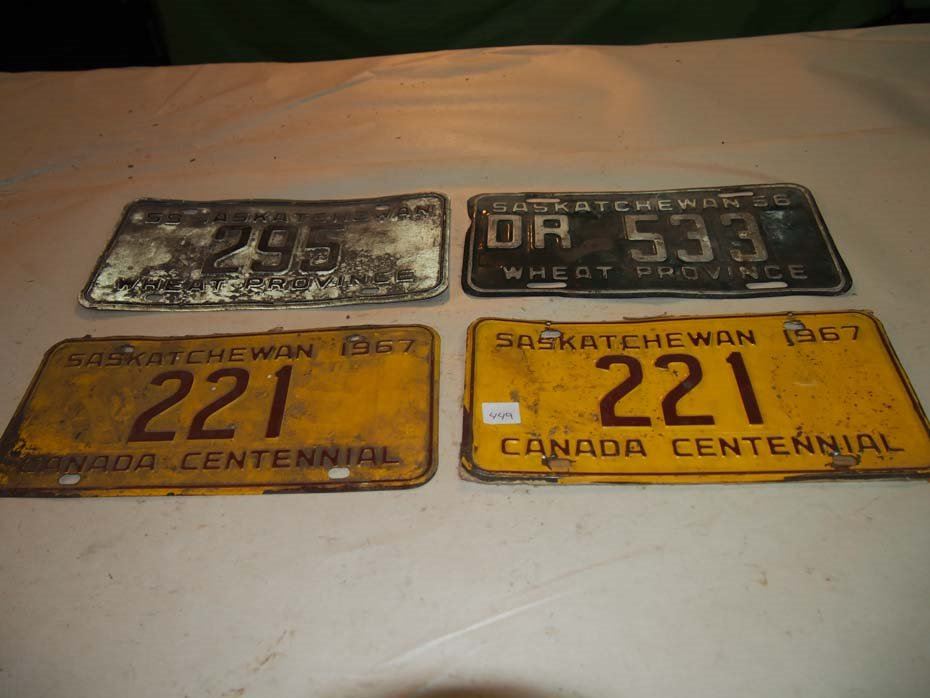 59 SASKATCHEWAN
295
WHEAT PROVINCE
SASKATCHEWAN 56
DR 533
WHEAT PROVINCE
SASKATCHEWAN 1967
221
CANADA CENTENNIAL
SASKATCHEWAN 1967
221
449
CANADA CENTENNIAL